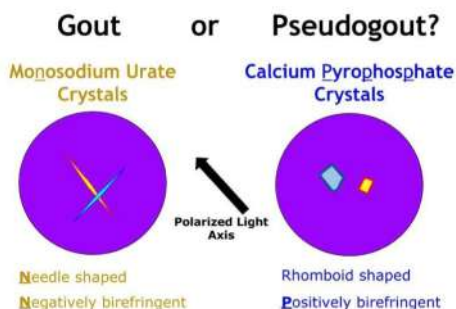 Gout or Pseudogout?
Monosodium Urate
Crystals
Calcium Pyrophosphate
Crystals
Polarized Light
Axis
Needle shaped
Negatively birefringent
Rhomboid shaped
Positively birefringent